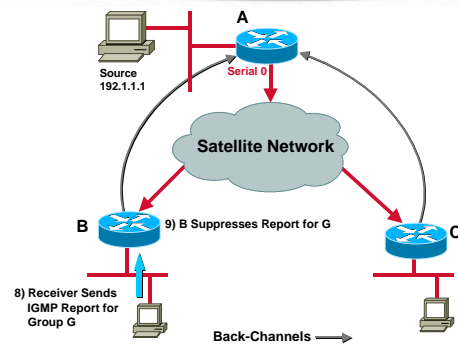 A
Source
192.1.1.1
Serial 0
Satellite Network
B
9) B Suppresses Report for G
C
8) Receiver Sends
IGMP Report for
Group G
Back-Channels